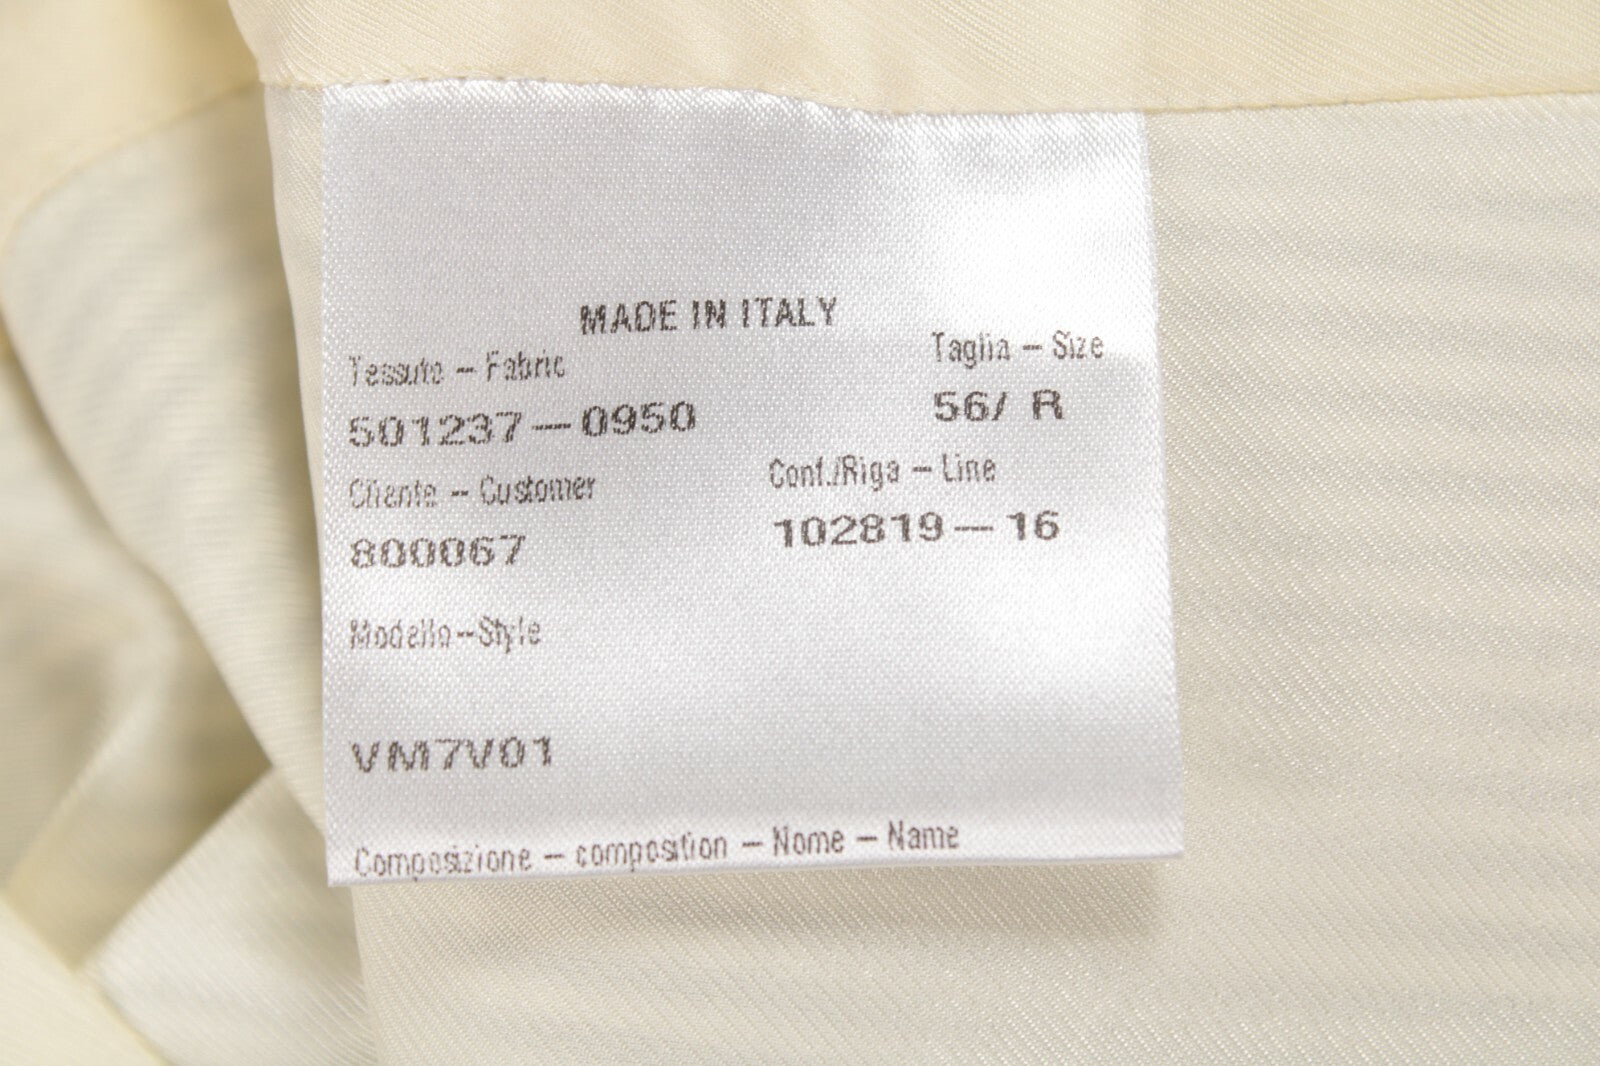 MADE IN ITALY
Tessuto – Fabric
Taglia – Size
501237–0950
56/ R
Cliente – Customer
Conf./Riga – Line
800067
102819–16
Modello–Style
VM7V01
Composizione – composition – Nome – Name